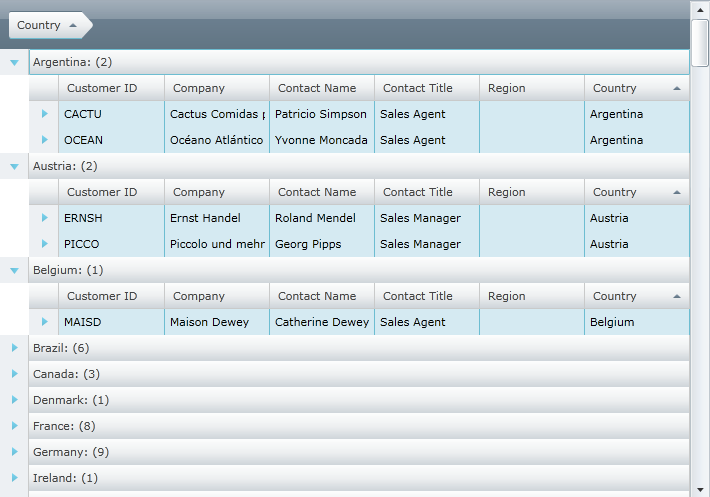 Country
Argentina: (2)
Customer ID Company Contact Name Contact Title Region Country
CACTU Cactus Comidas Patricio Simpson Sales Agent Argentina
OCEAN Océano Atlántico Yvonne Moncada Sales Agent Argentina
Austria: (2)
Customer ID Company Contact Name Contact Title Region Country
ERNSH Ernst Handel Roland Mendel Sales Manager Austria
PICCO Piccolo und mehr Georg Pipps Sales Manager Austria
Belgium: (1)
Customer ID Company Contact Name Contact Title Region Country
MAISD Maison Dewey Catherine Dewey Sales Agent Belgium
Brazil: (6)
Canada: (3)
Denmark: (1)
France: (8)
Germany: (9)
Ireland: (1)